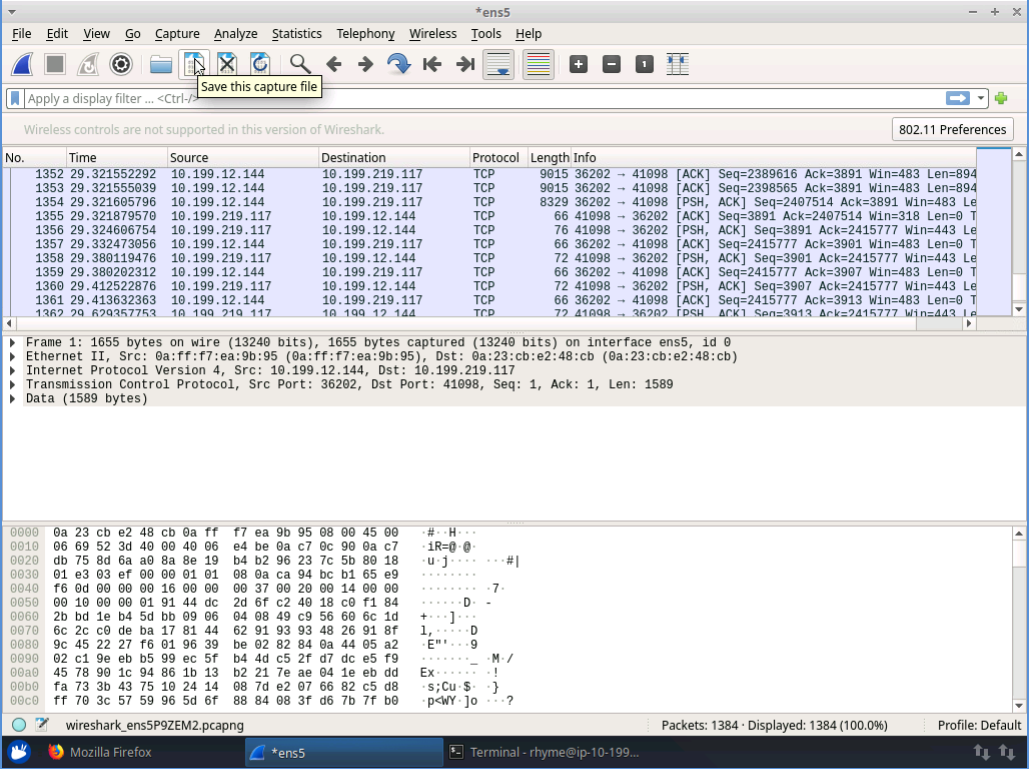 *ens5
File Edit View Go Capture Analyze Statistics Telephony Wireless Tools Help
Save this capture file
Apply a display filter ... <Ctrl-/>
Wireless controls are not supported in this version of Wireshark. 802.11 Preferences
No. Time Source Destination Protocol Length Info
1352 29.321552292 10.199.12.144 10.199.219.117 TCP 9015 36202 → 41098 [ACK] Seq=2389616 Ack=3891 Win=483 Len=894
1353 29.321555039 10.199.12.144 10.199.219.117 TCP 9015 36202 → 41098 [ACK] Seq=2398565 Ack=3891 Win=483 Len=894
1354 29.321605796 10.199.12.144 10.199.219.117 TCP 8329 36202 → 41098 [PSH, ACK] Seq=2407514 Ack=3891 Win=483 Le
1355 29.321879570 10.199.219.117 10.199.12.144 TCP 66 41098 → 36202 [ACK] Seq=3891 Ack=2407514 Win=318 Len=0 T
1356 29.324606754 10.199.219.117 10.199.12.144 TCP 76 41098 → 36202 [PSH, ACK] Seq=3891 Ack=2415777 Win=443 Le
1357 29.332473056 10.199.12.144 10.199.219.117 TCP 66 36202 → 41098 [ACK] Seq=2415777 Ack=3901 Win=483 Len=0 T
1358 29.380119476 10.199.219.117 10.199.12.144 TCP 72 41098 → 36202 [PSH, ACK] Seq=3901 Ack=2415777 Win=443 Le
1359 29.380202312 10.199.12.144 10.199.219.117 TCP 66 36202 → 41098 [ACK] Seq=2415777 Ack=3907 Win=483 Len=0 T
1360 29.412522876 10.199.219.117 10.199.12.144 TCP 72 41098 → 36202 [PSH, ACK] Seq=3907 Ack=2415777 Win=443 Le
1361 29.413632363 10.199.12.144 10.199.219.117 TCP 66 36202 → 41098 [ACK] Seq=2415777 Ack=3913 Win=483 Len=0 T
1362 29.629357753 10.199.219.117 10.199.12.144 TCP 72 41098 → 36202 [PSH, ACK] Seq=3913 Ack=2415777 Win=443 Le
Frame 1: 1655 bytes on wire (13240 bits), 1655 bytes captured (13240 bits) on interface ens5, id 0
Ethernet II, Src: 0a:ff:f7:ea:9b:95 (0a:ff:f7:ea:9b:95), Dst: 0a:23:cb:e2:48:cb (0a:23:cb:e2:48:cb)
Internet Protocol Version 4, Src: 10.199.12.144, Dst: 10.199.219.117
Transmission Control Protocol, Src Port: 36202, Dst Port: 41098, Seq: 1, Ack: 1, Len: 1589
Data (1589 bytes)
0000 0a 23 cb e2 48 cb 0a ff f7 ea 9b 95 08 00 45 00 ·#··H···
0010 06 69 52 3d 40 00 40 06 e4 be 0a c7 0c 90 0a c7 ·iR=@·@·
0020 db 75 8d 6a a0 8a 8e 19 b4 b2 96 23 7c 5b 80 18 ·u·j···· ···#|
0030 01 e3 03 ef 00 00 01 01 08 0a ca 94 bc b1 65 e9 ········
0040 f6 0d 00 00 00 16 00 00 00 37 00 20 00 14 00 00 ········ ·7·
0050 00 10 00 00 01 91 44 dc 2d 6f c2 40 18 c0 f1 84 ······D· -
0060 2b bd 1e b4 5d bb 09 06 04 08 49 c9 56 60 6c 1d +···]···
0070 6c 2c c0 de ba 17 81 44 62 91 93 93 48 26 91 8f l,·····D
0080 9c 45 22 27 f6 01 96 39 be 02 82 84 0a 44 05 a2 ·E"'···9
0090 02 c1 9e eb b5 99 ec 5f b4 4d c5 2f d7 dc e5 f9 ·······_ ·M·/
00a0 45 78 90 1c 94 86 1b 13 b2 21 7e ae 04 1e eb dd Ex······ ·!
00b0 fa 73 3b 43 75 10 24 14 08 7d e2 07 66 82 c5 d8 ·s;Cu·$· ·}
00c0 ff 70 3c 57 59 96 5d 6f 88 84 08 3f d6 7b 7f b0 ·p<WY·]o ···?
wireshark_ens5P9ZEM2.pcapng Packets: 1384 · Displayed: 1384 (100.0%) Profile: Default
Mozilla Firefox *ens5 Terminal - rhyme@ip-10-199...